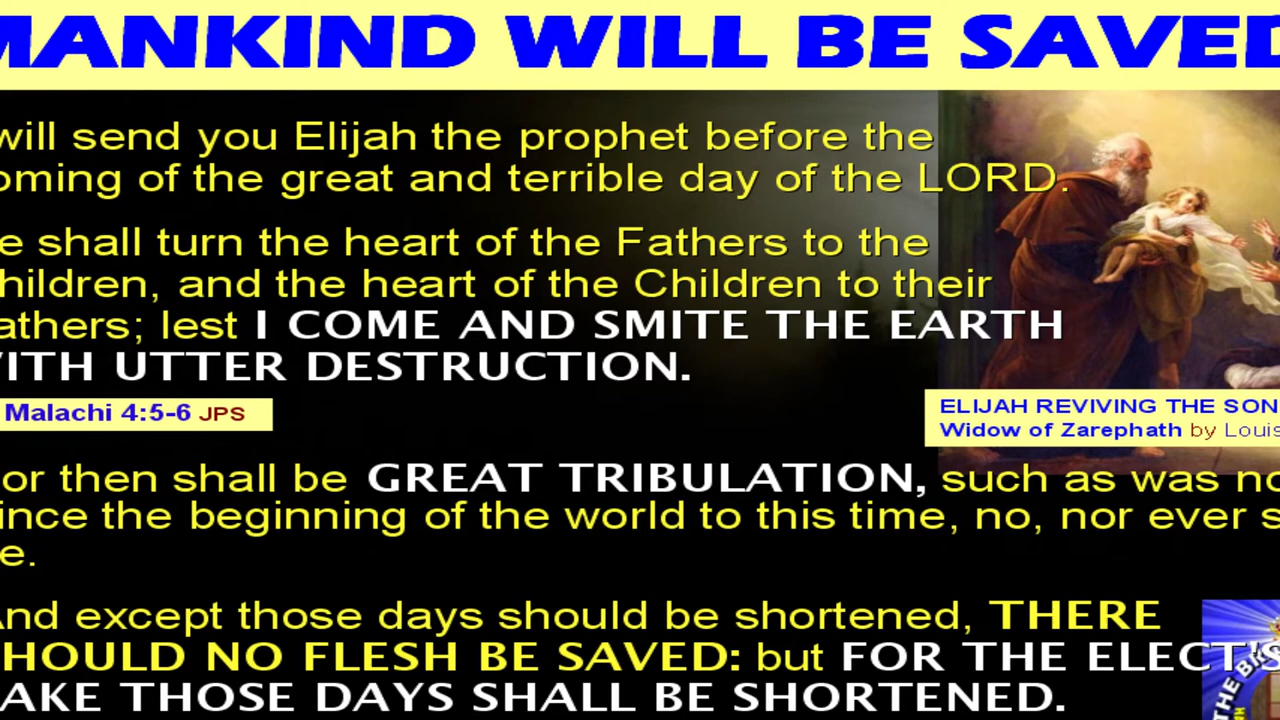 MANKIND WILL BE SAVED
will send you Elijah the prophet before the
oming of the great and terrible day of the LORD.
e shall turn the heart of the Fathers to the
hildren, and the heart of the Children to their
athers; lest I COME AND SMITE THE EARTH
ITH UTTER DESTRUCTION.
Malachi 4:5-6 JPS
ELIJAH REVIVING THE SON
Widow of Zarephath by Louis
or then shall be GREAT TRIBULATION, such as was no
ince the beginning of the world to this time, no, nor ever s
e.
And except those days should be shortened, THERE
HOULD NO FLESH BE SAVED: but FOR THE ELECT'S
AKE THOSE DAYS SHALL BE SHORTENED.
THE BR